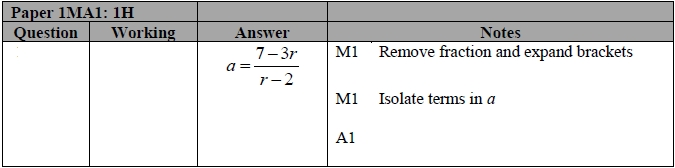 Paper 1MA1: 1H
Question Working Answer Notes
a = \frac{7-3r}{r-2}
M1 Remove fraction and expand brackets
M1 Isolate terms in a
A1